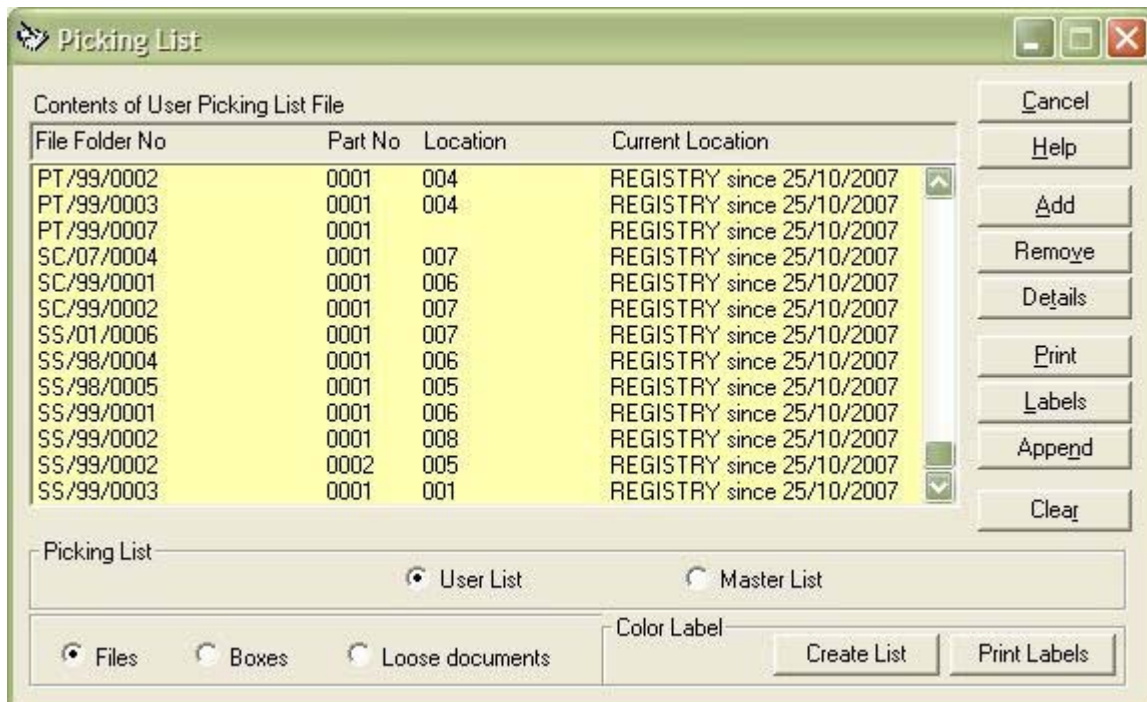 Picking List
Contents of User Picking List File
Cancel
File Folder No Part No Location Current Location
Help
PT/99/0002 0001 004 REGISTRY since 25/10/2007
PT/99/0003 0001 004 REGISTRY since 25/10/2007
Add
PT/99/0007 0001 REGISTRY since 25/10/2007
SC/07/0004 0001 007 REGISTRY since 25/10/2007
Remove
SC/99/0001 0001 006 REGISTRY since 25/10/2007
SC/99/0002 0001 007 REGISTRY since 25/10/2007
Details
SS/01/0006 0001 007 REGISTRY since 25/10/2007
SS/98/0004 0001 006 REGISTRY since 25/10/2007
Print
SS/98/0005 0001 005 REGISTRY since 25/10/2007
SS/99/0001 0001 006 REGISTRY since 25/10/2007
Labels
SS/99/0002 0001 008 REGISTRY since 25/10/2007
SS/99/0002 0002 005 REGISTRY since 25/10/2007
Append
SS/99/0003 0001 001 REGISTRY since 25/10/2007
Clear
Picking List
User List Master List
Color Label
Files Boxes Loose documents Create List Print Labels